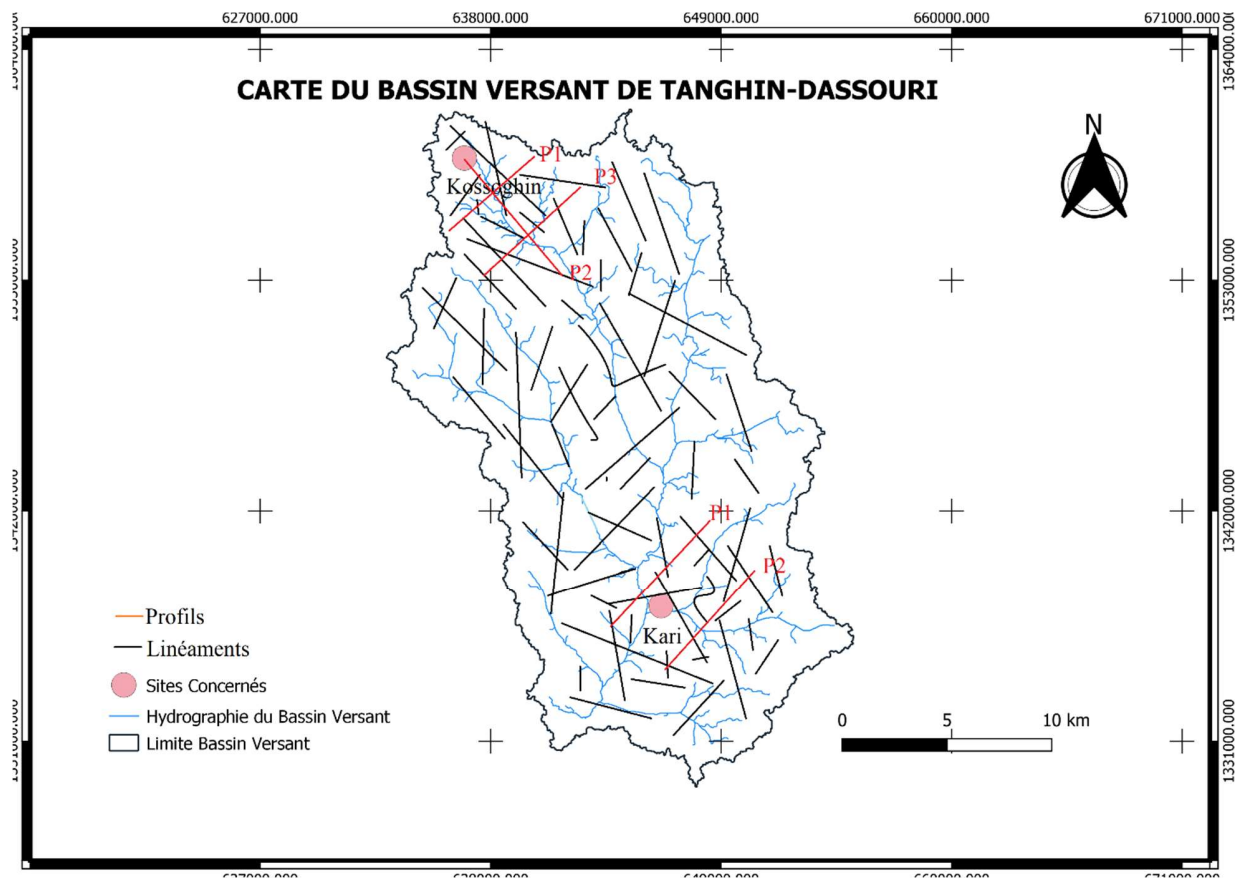 627000.000 638000.000 649000.000 660000.000 671000.000
1364000.000
CARTE DU BASSIN VERSANT DE TANGHIN-DASSOURI
N
P1
Kossoghin
P3
P2
1353000.000
1342000.000
P1
P2
Kari
Profils
Linéaments
Sites Concernés
Hydrographie du Bassin Versant
Limite Bassin Versant
0 5 10 km
1331000.000